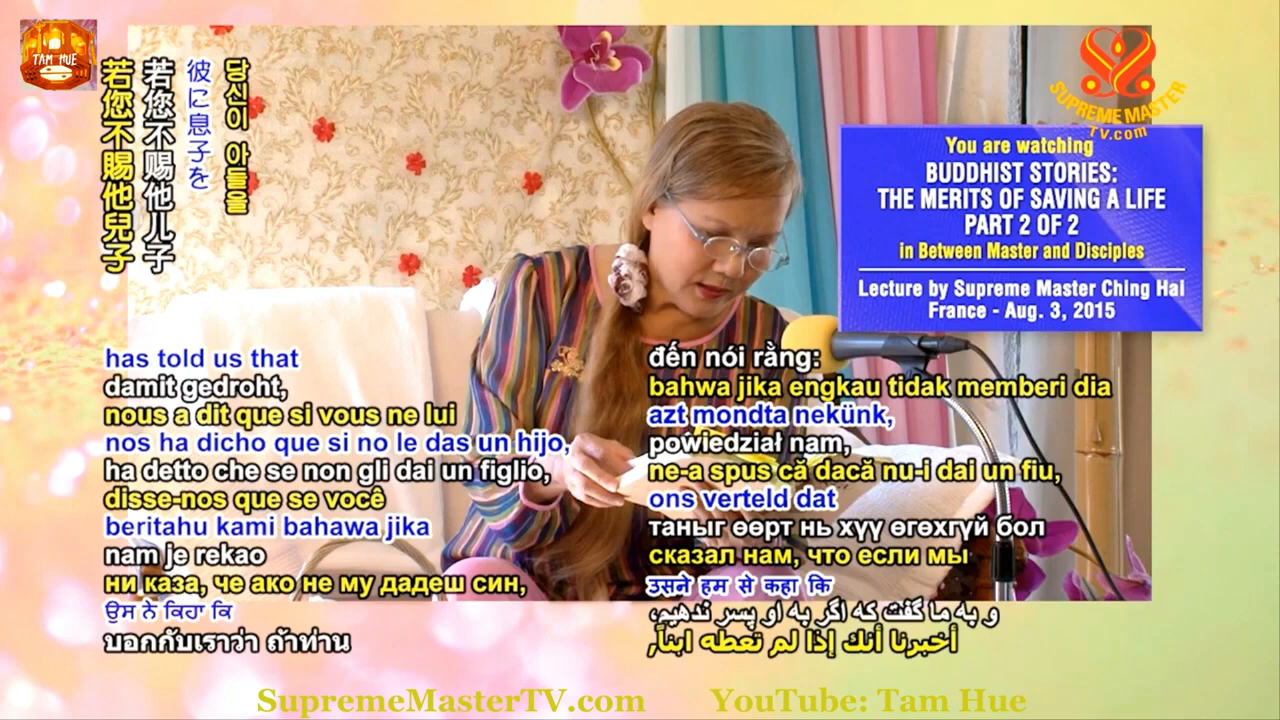 TAM HUE
若您不賜他兒子
若您不赐他儿子
彼に息子を
당신이 아들을
SUPREME MASTER
TV.com
You are watching
BUDDHIST STORIES:
THE MERITS OF SAVING A LIFE
PART 2 OF 2
in Between Master and Disciples
Lecture by Supreme Master Ching Hai
France - Aug. 3, 2015
has told us that
damit gedroht,
nous a dit que si vous ne lui
nos ha dicho que si no le das un hijo,
ha detto che se non gli dai un figlio,
disse-nos que se você
beritahu kami bahawa jika
nam je rekao
ни каза, че ако не му дадеш син,
ਉਸ ਨੇ ਕਿਹਾ ਕਿ
บอกกับเราว่า ถ้าท่าน
đến nói rằng:
bahwa jika engkau tidak memberi dia
azt mondta nekünk,
powiedział nam,
ne-a spus că dacă nu-i dai un fiu,
ons verteld dat
таныг өөрт нь хүү өгөхгүй бол
сказал нам, что если мы
उसने हम से कहा कि
و به ما گفت که اگر به او پسر ندهیم،
أخبرنا أنك إذا لم تعطه ابناً,
SupremeMasterTV.com YouTube: Tam Hue